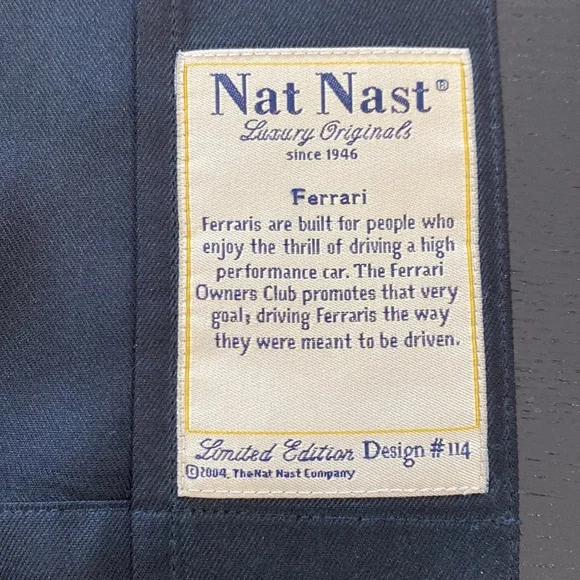 Nat Nast®
Luxury Originals
since 1946
Ferrari
Ferraris are built for people who
enjoy the thrill of driving a high
performance car. The Ferrari
Owners Club promotes that very
goal; driving Ferraris the way
they were meant to be driven.
Limited Edition Design #114
©2004, The Nat Nast Company